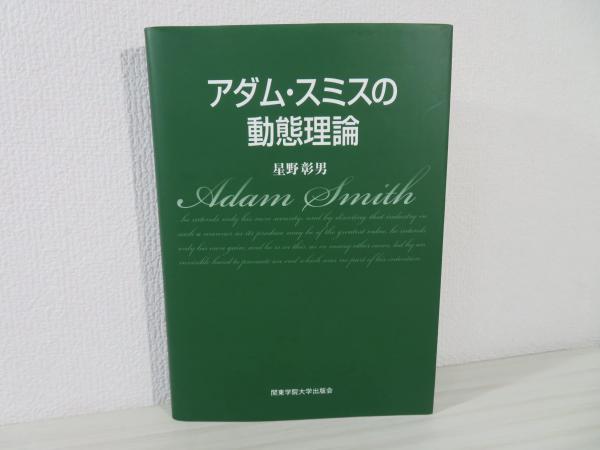 アダム・スミスの
動態理論
星野彰男
Adam Smith
he intends only his own security; and by directing that industry in
such a manner as its produce may be of the greatest value, he intends
only his own gain, and he is in this, as in many other cases, led by an
invisible hand to promote an end which was no part of his intention.
関東学院大学出版会